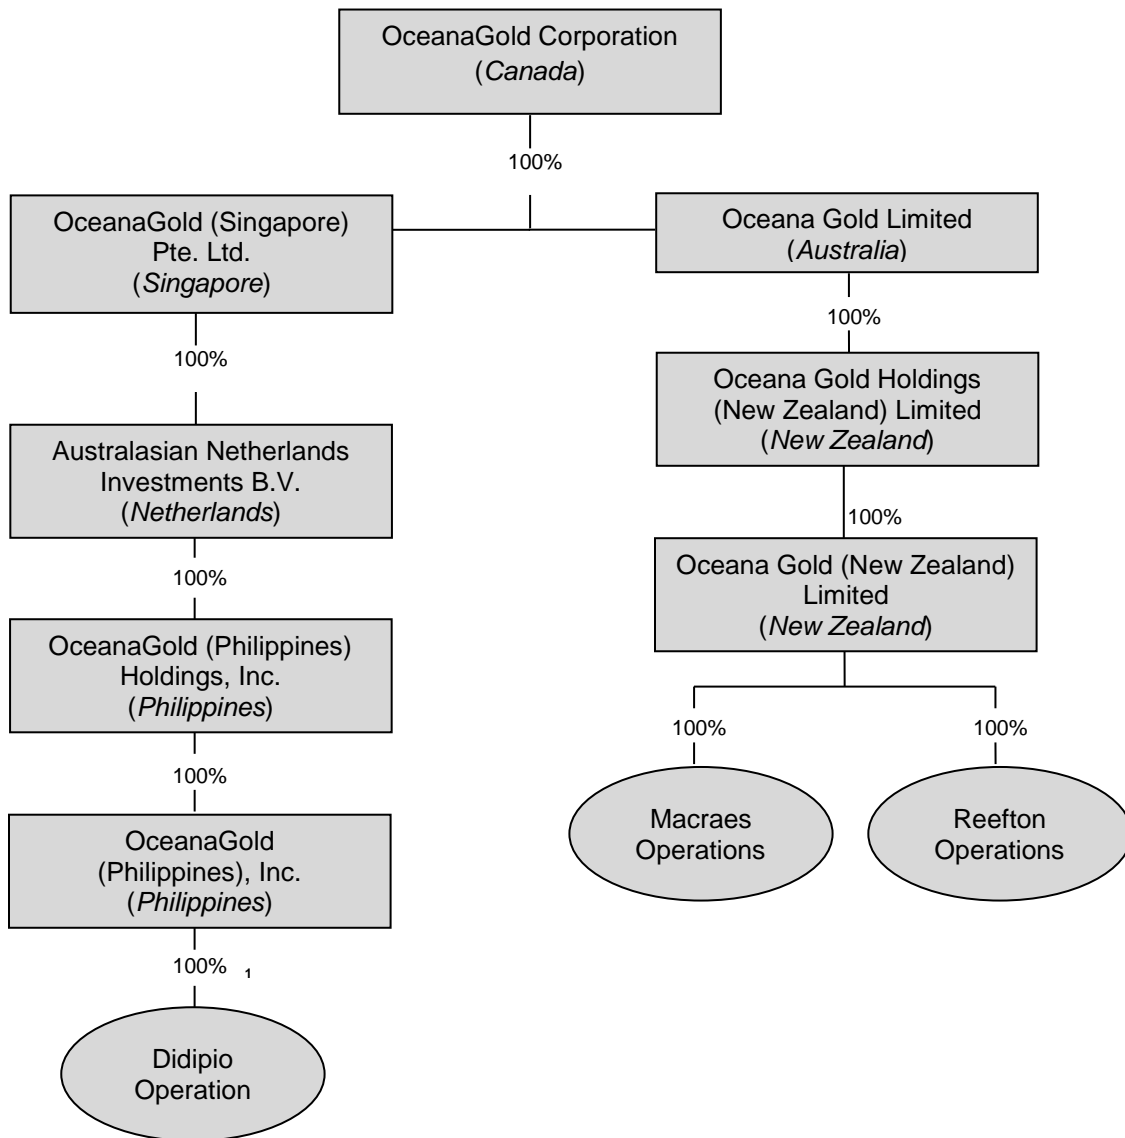 OceanaGold Corporation
(Canada)
100%
OceanaGold (Singapore)
Pte. Ltd.
(Singapore)
Oceana Gold Limited
(Australia)
100%
100%
Oceana Gold Holdings
(New Zealand) Limited
(New Zealand)
Australasian Netherlands
Investments B.V.
(Netherlands)
100%
100%
Oceana Gold (New Zealand)
Limited
(New Zealand)
OceanaGold (Philippines)
Holdings, Inc.
(Philippines)
100%
100%
100%
Macraes
Operations
Reefton
Operations
OceanaGold
(Philippines), Inc.
(Philippines)
100% 1
Didipio
Operation